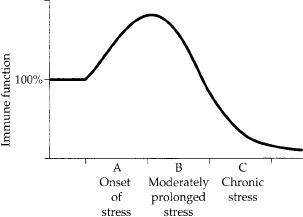 Immune function
100%
A
Onset
of
stress
B
Moderately
prolonged
stress
C
Chronic
stress